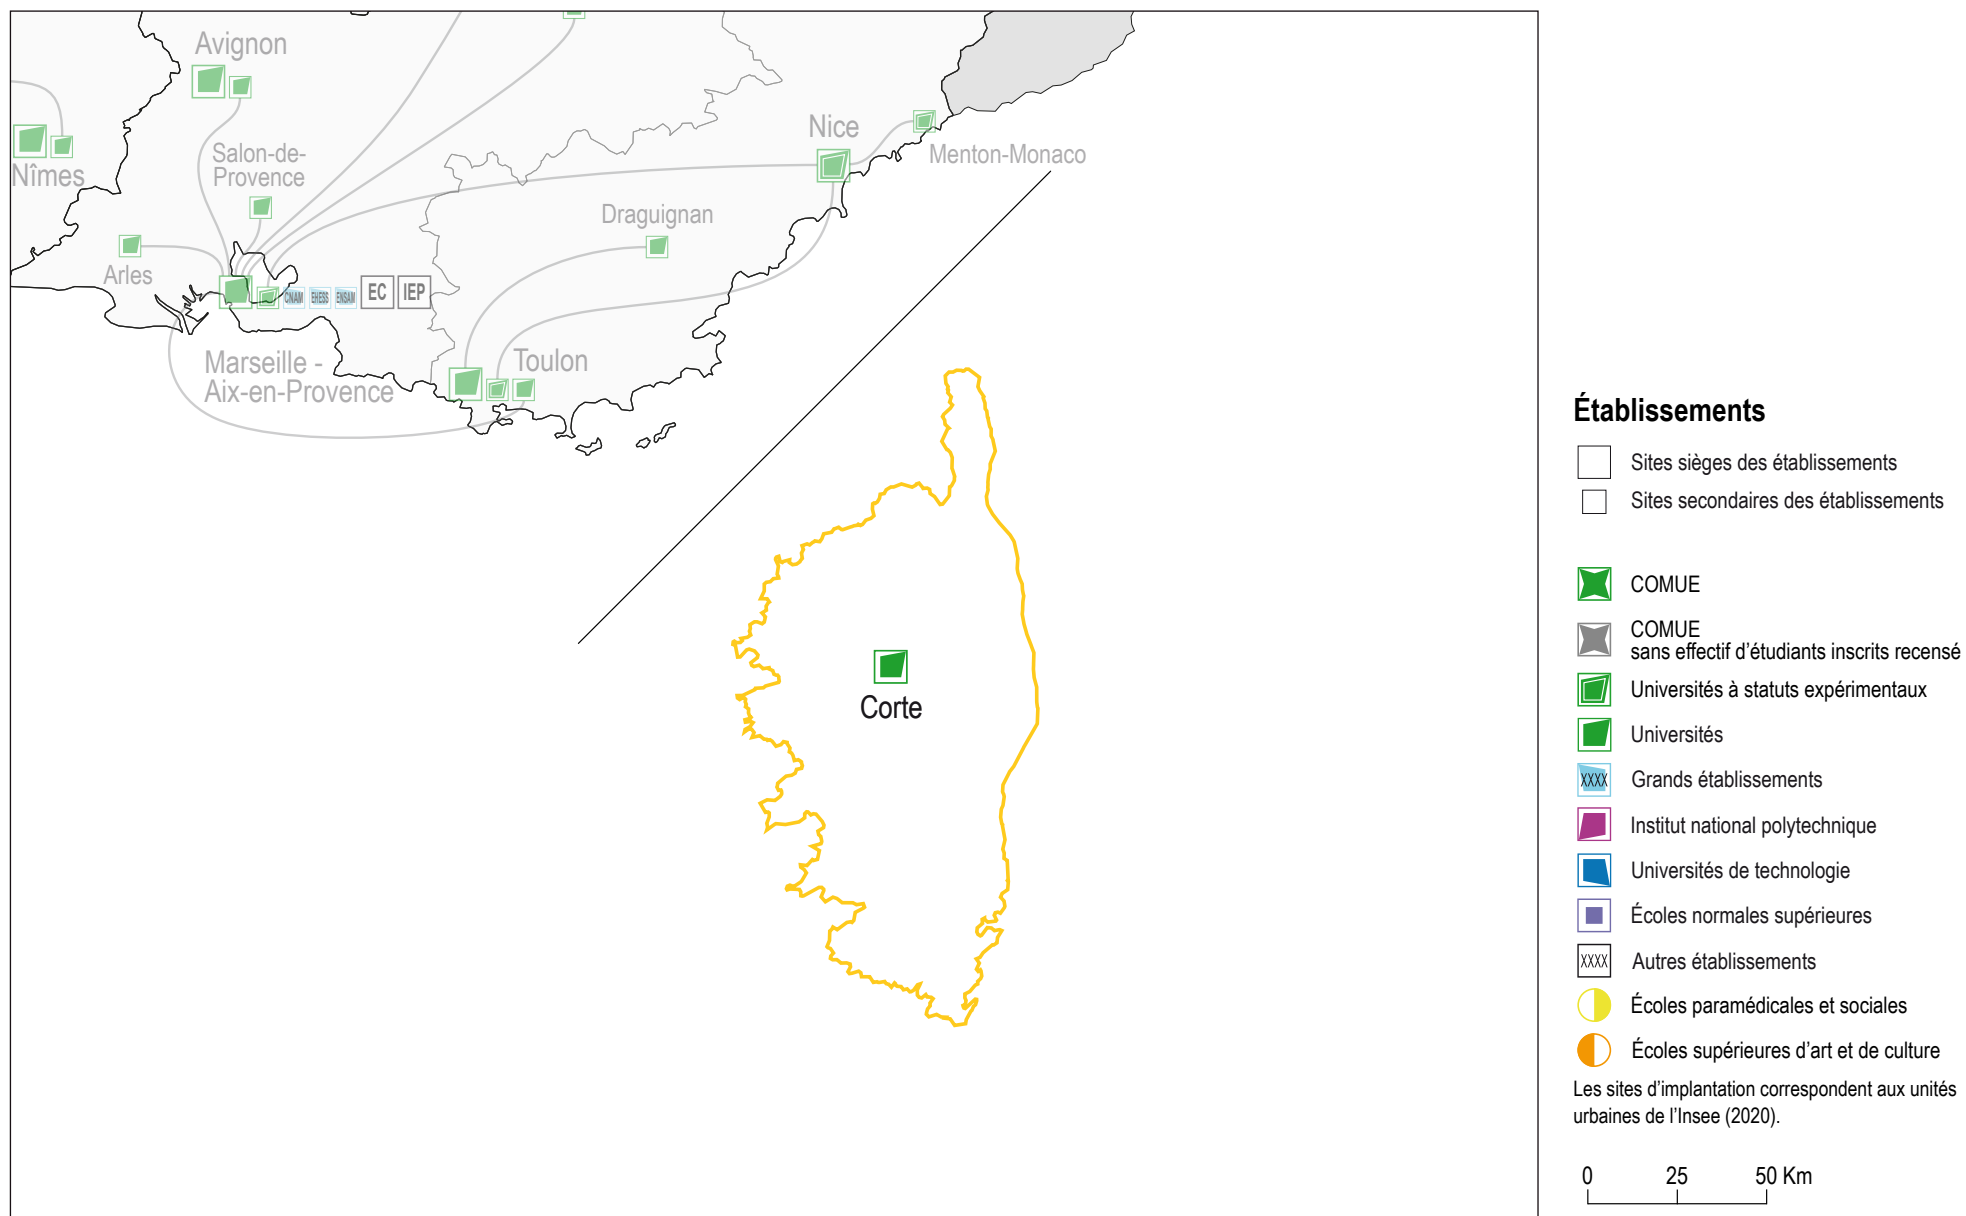 Avignon
Nîmes
Salon-de-
Provence
Arles
CNAM
EHESS
ENSAM
EC
IEP
Marseille -
Aix-en-Provence
Toulon
Draguignan
Nice
Menton-Monaco
Corte
Établissements
Sites sièges des établissements
Sites secondaires des établissements
COMUE
COMUE
sans effectif d’étudiants inscrits recensé
Universités à statuts expérimentaux
Universités
XXXX Grands établissements
Institut national polytechnique
Universités de technologie
Écoles normales supérieures
XXXX Autres établissements
Écoles paramédicales et sociales
Écoles supérieures d’art et de culture
Les sites d’implantation correspondent aux unités
urbaines de l’Insee (2020).
0 25 50 Km